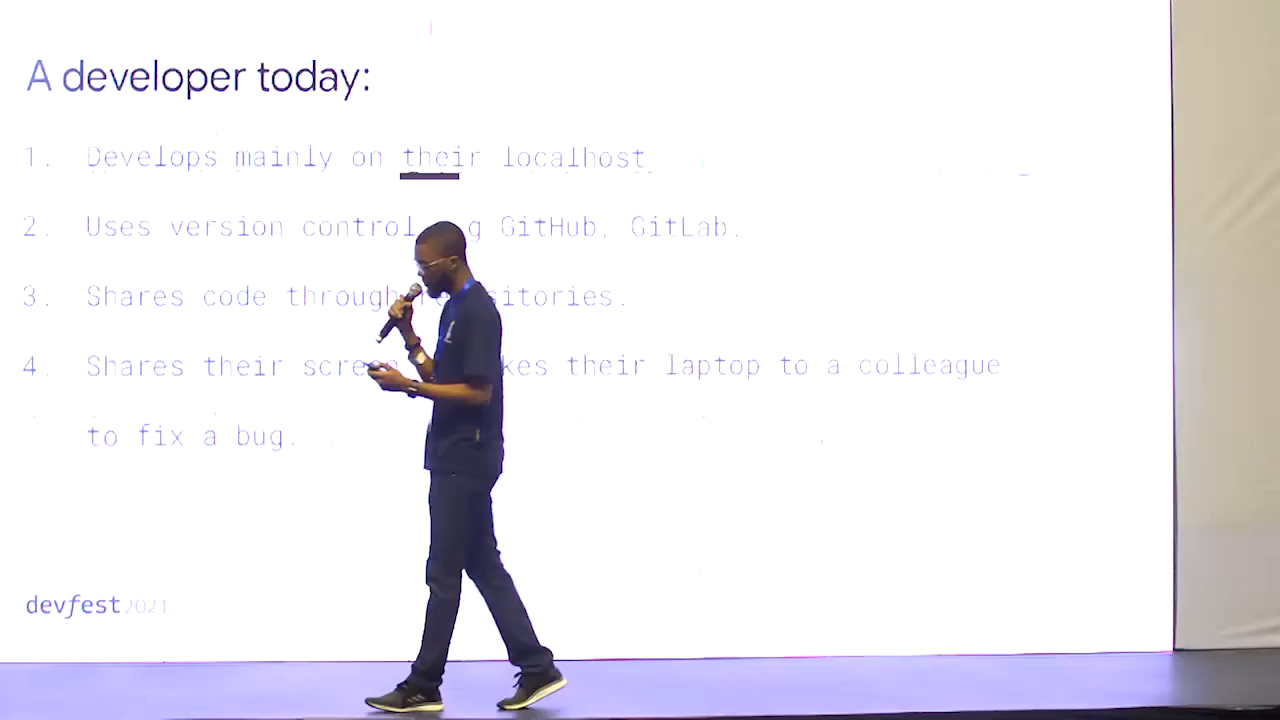 A developer today:
1. Develops mainly on their localhost
2. Uses version control eg GitHub, GitLab.
3. Shares code through
4. Shares their their laptop to a colleague
to fix a bug.
devfest 2021